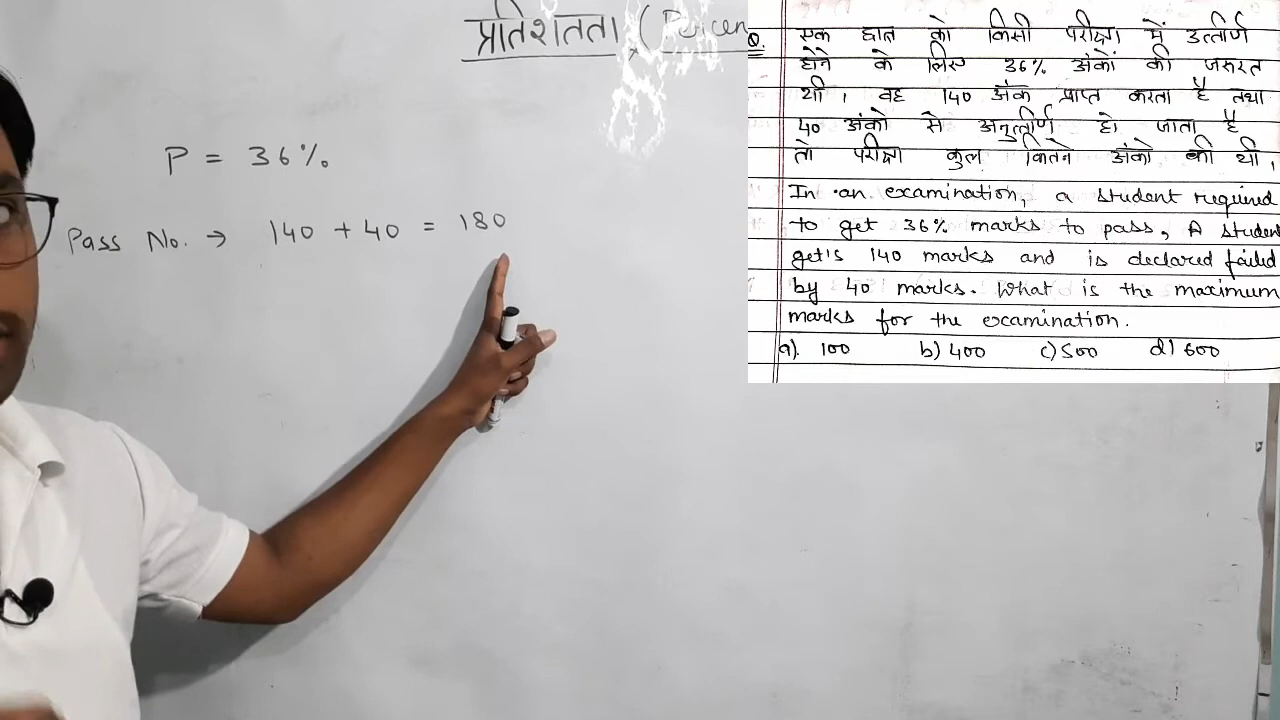 प्रतिशतता (Percen
P = 36%
Pass No. → 140 + 40 = 180
Q. एक छात्र को किसी परीक्षा में उत्तीर्ण
होने के लिए 36% अंकों की जरुरत
थी। वह 140 अंक प्राप्त करता है तथा
40 अंको से अनुत्तीर्ण हो जाता है
तो परीक्षा कुल कितने अंको की थी।
In an examination, a student required
to get 36% marks to pass, A student
get's 140 marks and is declared failed
by 40 marks. What is the maximum
marks for the examination.
a). 100 b) 400 c) 500 d) 600